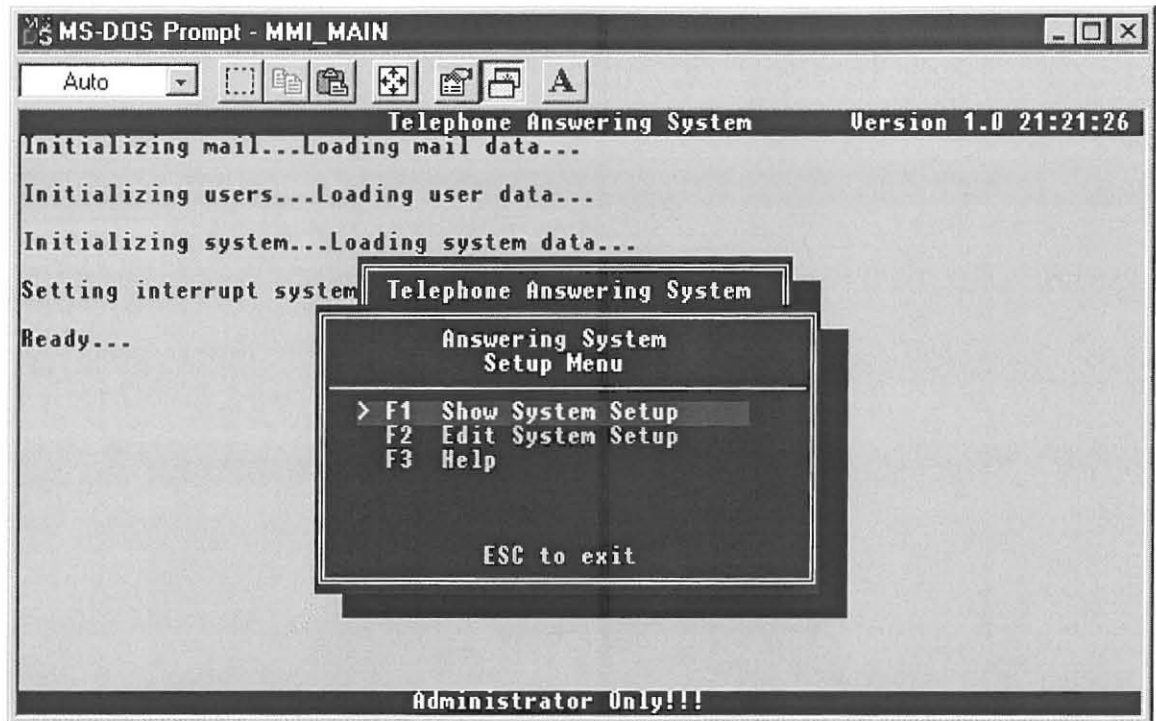 MS-DOS Prompt - MMI_MAIN
Auto
A
Telephone Answering System Version 1.0 21:21:26
Initializing mail...Loading mail data...
Initializing users...Loading user data...
Initializing system...Loading system data...
Setting interrupt system
Ready...
Telephone Answering System
Answering System
Setup Menu
> F1 Show System Setup
F2 Edit System Setup
F3 Help
ESC to exit
Administrator Only!!!